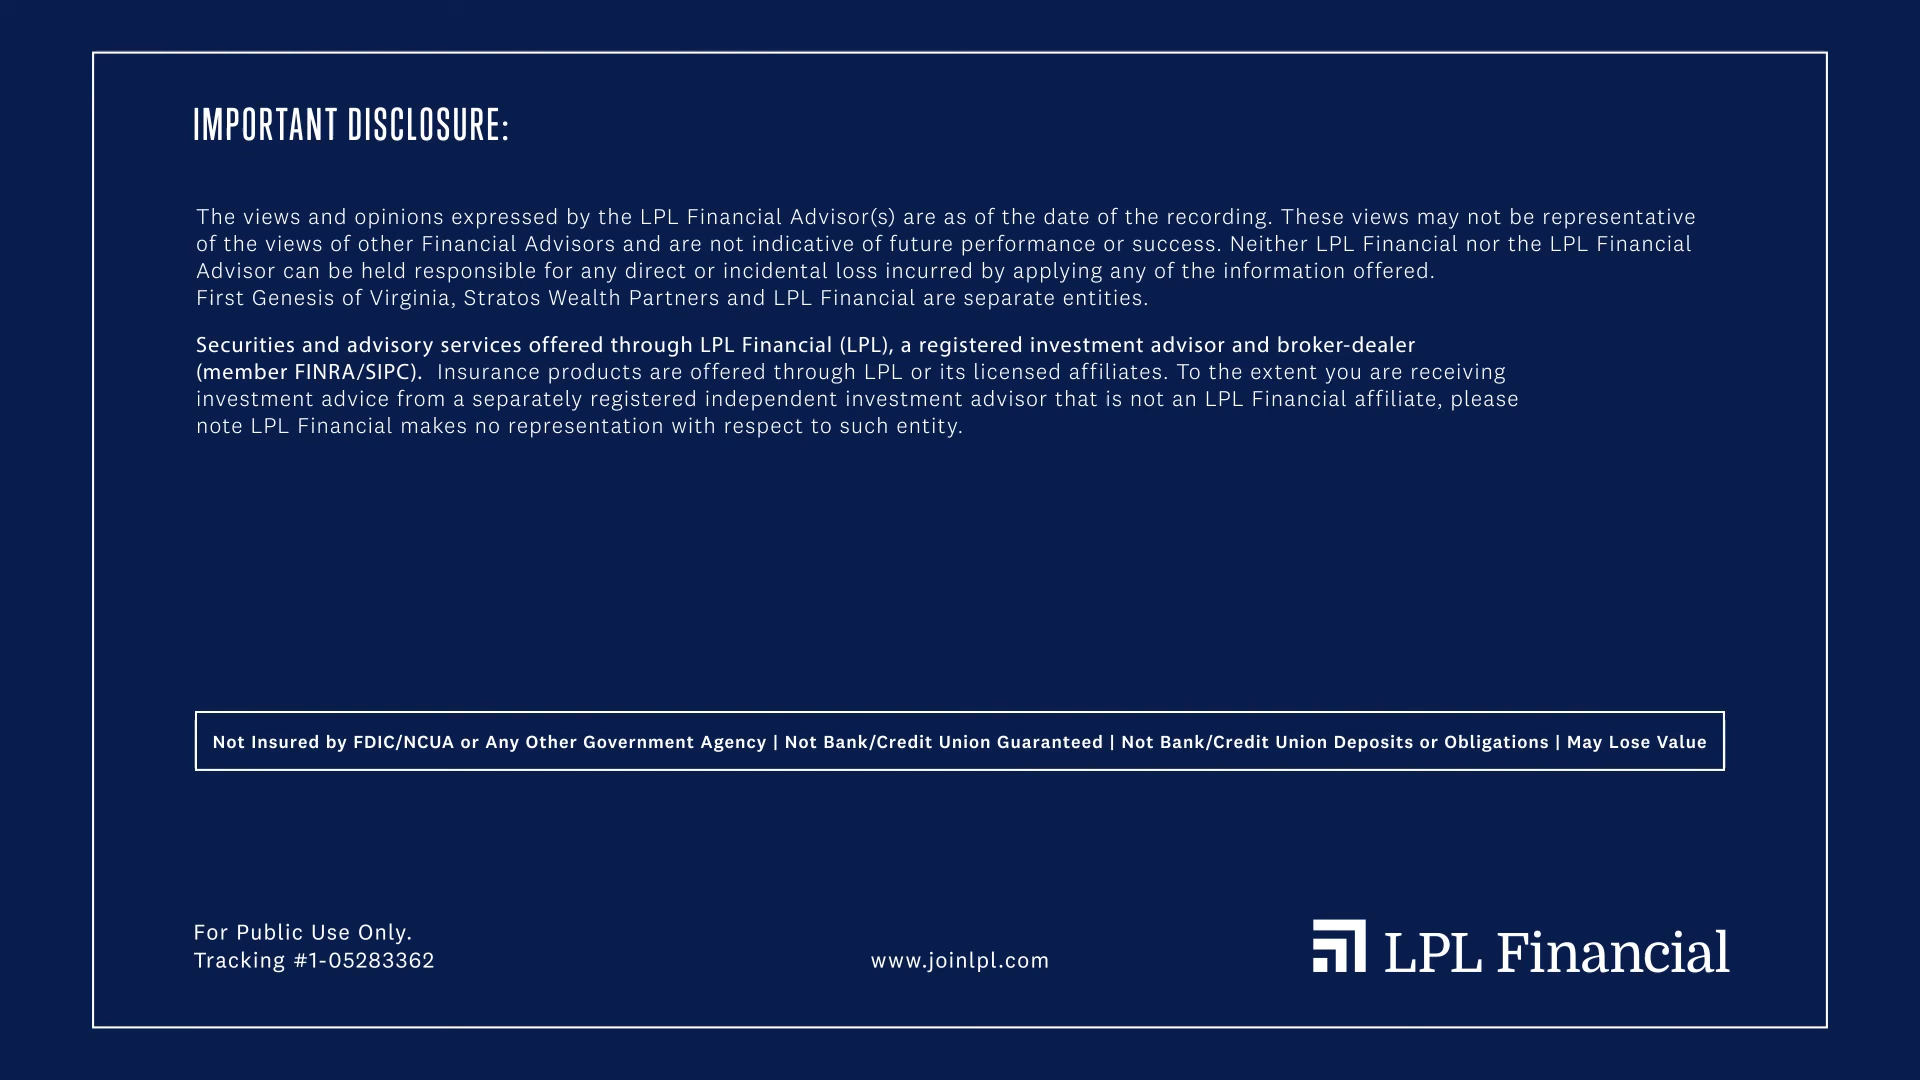 IMPORTANT DISCLOSURE:
The views and opinions expressed by the LPL Financial Advisor(s) are as of the date of the recording. These views may not be representative
of the views of other Financial Advisors and are not indicative of future performance or success. Neither LPL Financial nor the LPL Financial
Advisor can be held responsible for any direct or incidental loss incurred by applying any of the information offered.
First Genesis of Virginia, Stratos Wealth Partners and LPL Financial are separate entities.
Securities and advisory services offered through LPL Financial (LPL), a registered investment advisor and broker-dealer
(member FINRA/SIPC). Insurance products are offered through LPL or its licensed affiliates. To the extent you are receiving
investment advice from a separately registered independent investment advisor that is not an LPL Financial affiliate, please
note LPL Financial makes no representation with respect to such entity.
Not Insured by FDIC/NCUA or Any Other Government Agency | Not Bank/Credit Union Guaranteed | Not Bank/Credit Union Deposits or Obligations | May Lose Value
For Public Use Only.
Tracking #1-05283362
www.joinlpl.com
LPL Financial